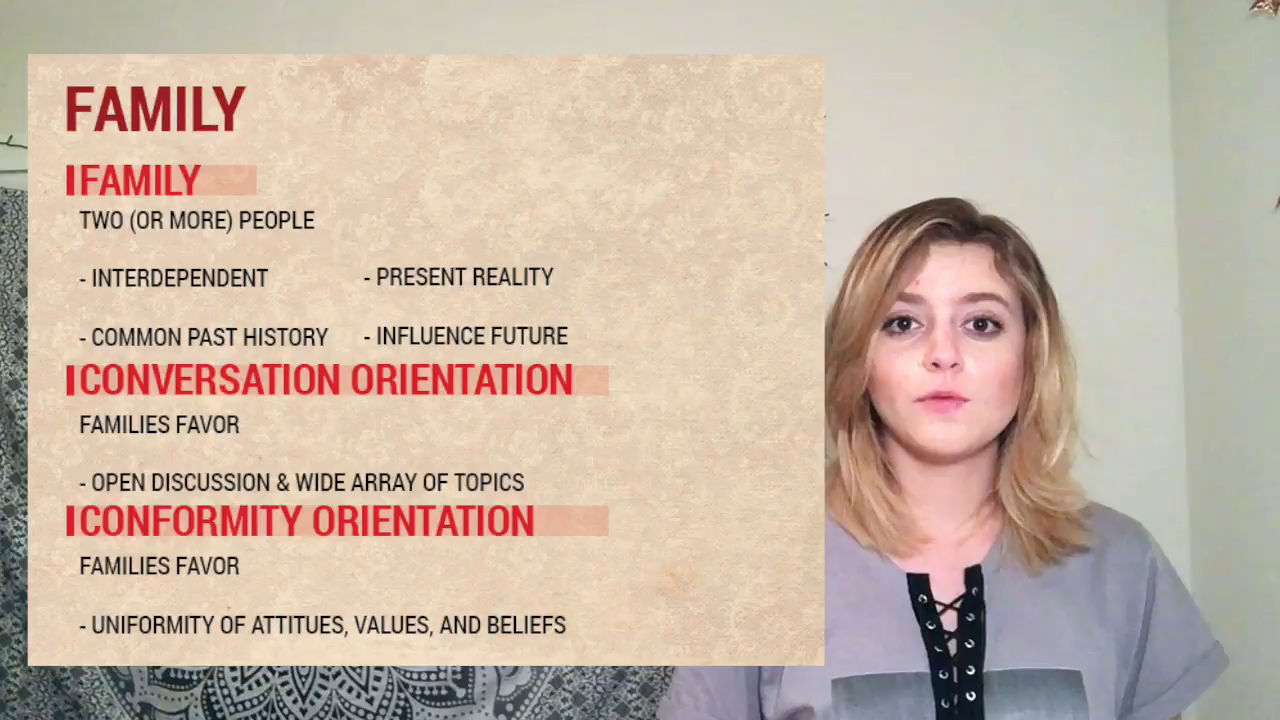 FAMILY
FAMILY
TWO (OR MORE) PEOPLE
- INTERDEPENDENT - PRESENT REALITY
- COMMON PAST HISTORY - INFLUENCE FUTURE
CONVERSATION ORIENTATION
FAMILIES FAVOR
- OPEN DISCUSSION & WIDE ARRAY OF TOPICS
CONFORMITY ORIENTATION
FAMILIES FAVOR
- UNIFORMITY OF ATTITUES, VALUES, AND BELIEFS